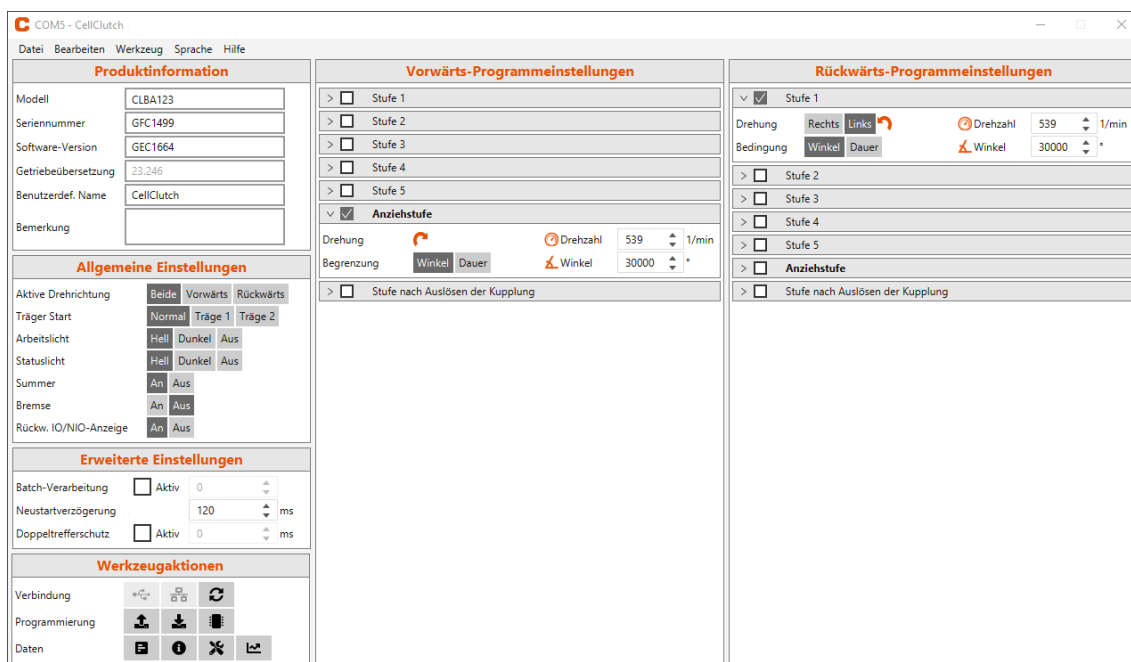 COM5 - CellClutch
Datei Bearbeiten Werkzeug Sprache Hilfe
Produktinformation
Modell CLBA123
Seriennummer GFC1499
Software-Version GEC1664
Getriebeübersetzung 23.246
Benutzerdef. Name CellClutch
Bemerkung
Allgemeine Einstellungen
Aktive Drehrichtung Beide Vorwärts Rückwärts
Träger Start Normal Träge 1 Träge 2
Arbeitslicht Hell Dunkel Aus
Statuslicht Hell Dunkel Aus
Summer An Aus
Bremse An Aus
Rückw. IO/NIO-Anzeige An Aus
Erweiterte Einstellungen
Batch-Verarbeitung Aktiv 0
Neustartverzögerung 120 ms
Doppeltrefferschutz Aktiv 0 ms
Werkzeugaktionen
Verbindung
Programmierung
Daten
Vorwärts-Programmeinstellungen
> Stufe 1
> Stufe 2
> Stufe 3
> Stufe 4
> Stufe 5
Anziehstufe
Drehung Drehzahl 539 1/min
Begrenzung Winkel Dauer Winkel 30000 °
> Stufe nach Auslösen der Kupplung
Rückwärts-Programmeinstellungen
Stufe 1
Drehung Rechts Links Drehzahl 539 1/min
Bedingung Winkel Dauer Winkel 30000 °
> Stufe 2
> Stufe 3
> Stufe 4
> Stufe 5
> Anziehstufe
> Stufe nach Auslösen der Kupplung